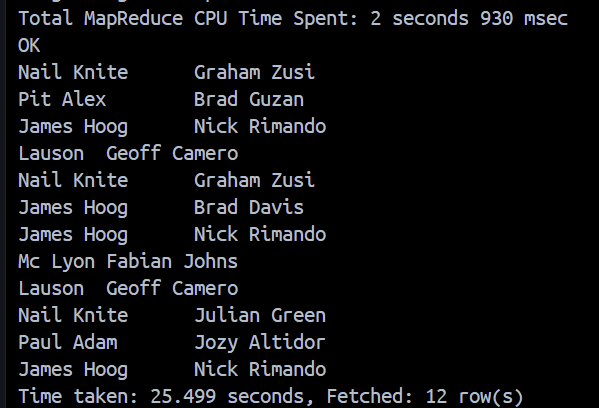 Total MapReduce CPU Time Spent: 2 seconds 930 msec
OK
Nail Knite      Graham Zusi
Pit Alex        Brad Guzan
James Hoog      Nick Rimando
Lauson  Geoff Camero
Nail Knite      Graham Zusi
James Hoog      Brad Davis
James Hoog      Nick Rimando
Mc Lyon Fabian Johns
Lauson  Geoff Camero
Nail Knite      Julian Green
Paul Adam       Jozy Altidor
James Hoog      Nick Rimando
Time taken: 25.499 seconds, Fetched: 12 row(s)